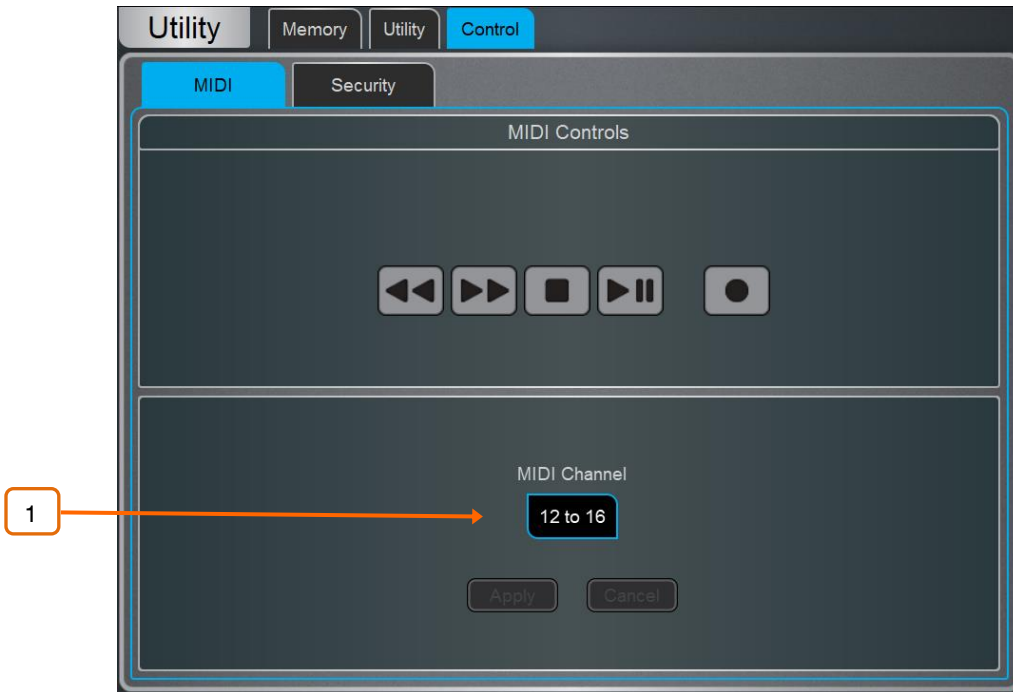 Utility Memory Utility Control
MIDI Security
MIDI Controls
MIDI Channel
1
12 to 16
Apply Cancel